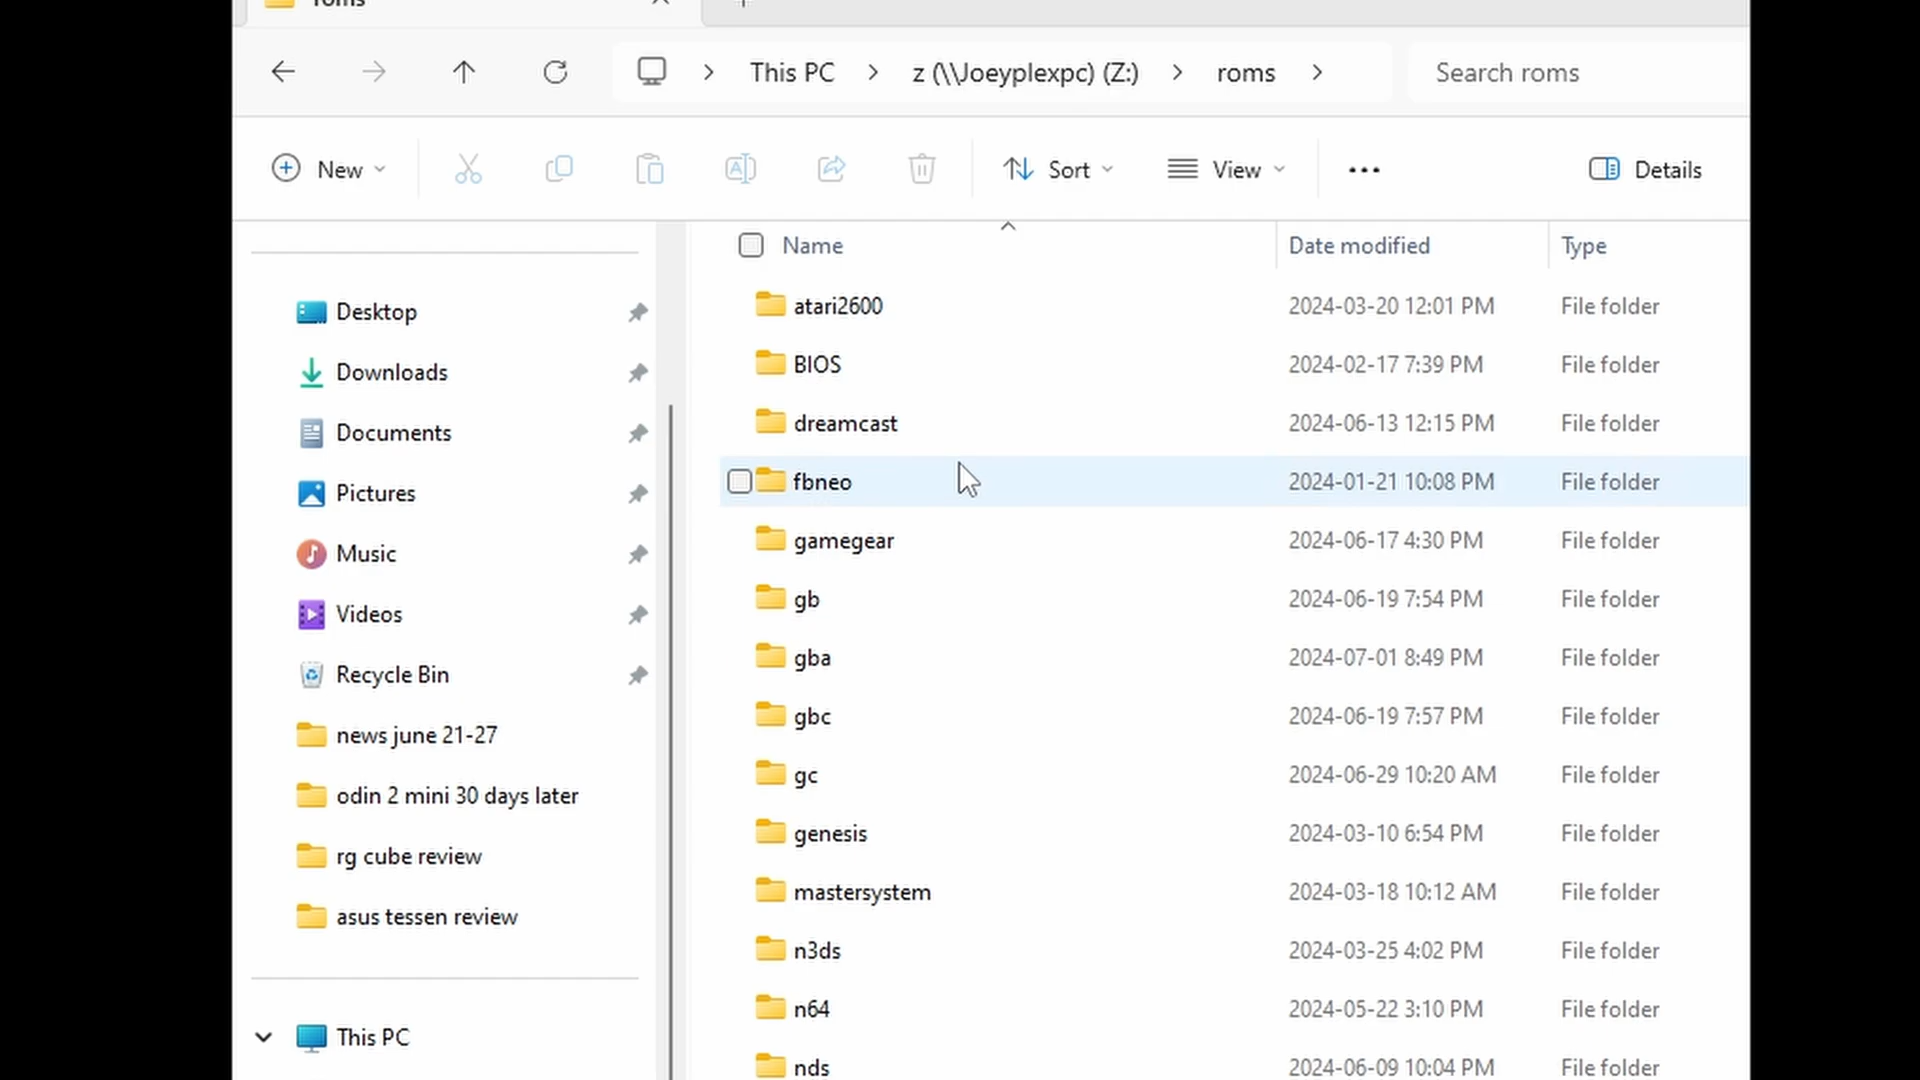 roms
This PC > z (\\Joeyplexpc) (Z:) > roms >
Search roms
New
Sort
View
Details
Name Date modified Type
Desktop
Downloads
Documents
Pictures
Music
Videos
Recycle Bin
news june 21-27
odin 2 mini 30 days later
rg cube review
asus tessen review
This PC
atari2600 2024-03-20 12:01 PM File folder
BIOS 2024-02-17 7:39 PM File folder
dreamcast 2024-06-13 12:15 PM File folder
fbneo 2024-01-21 10:08 PM File folder
gamegear 2024-06-17 4:30 PM File folder
gb 2024-06-19 7:54 PM File folder
gba 2024-07-01 8:49 PM File folder
gbc 2024-06-19 7:57 PM File folder
gc 2024-06-29 10:20 AM File folder
genesis 2024-03-10 6:54 PM File folder
mastersystem 2024-03-18 10:12 AM File folder
n3ds 2024-03-25 4:02 PM File folder
n64 2024-05-22 3:10 PM File folder
nds 2024-06-09 10:04 PM File folder